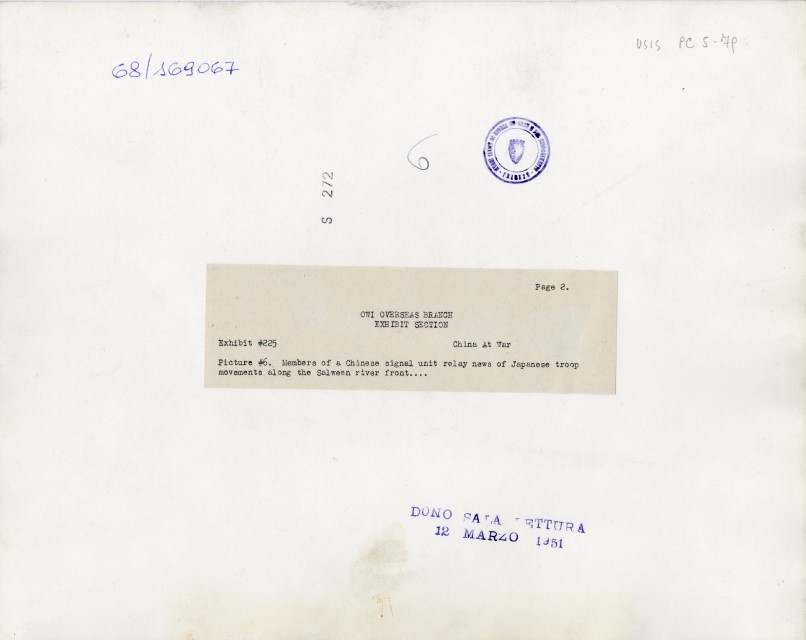 USIS PC 5-7P
68/169067
6
S 272
FIRENZE
Page 2.
OWI OVERSEAS BRANCH
EXHIBIT SECTION
Exhibit #225 China At War
Picture #6. Members of a Chinese signal unit relay news of Japanese troop
movements along the Salween river front....
DONO SALA LETTURA
12 MARZO 1951